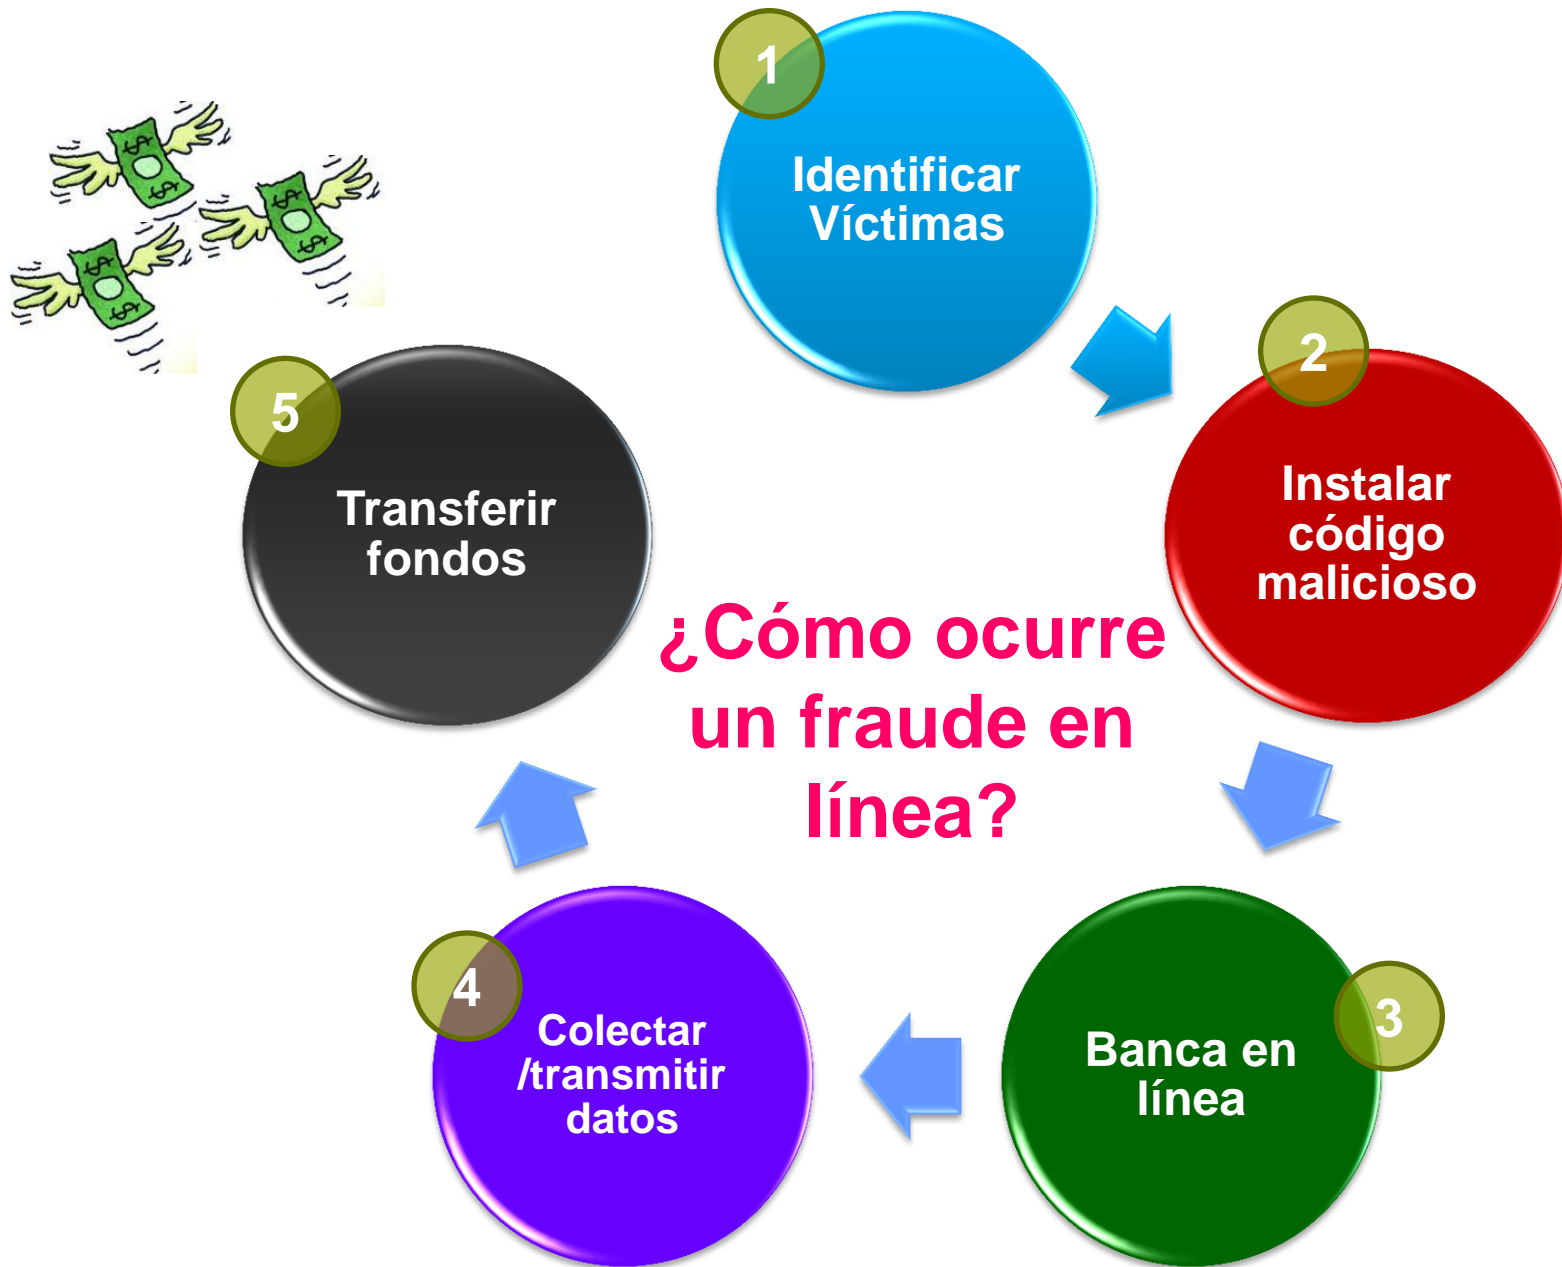 1
Identificar
Víctimas
2
Instalar
código
malicioso
3
Banca en
línea
4
Colectar
/transmitir
datos
5
Transferir
fondos
¿Cómo ocurre
un fraude en
línea?
$ $
$ $
$ $